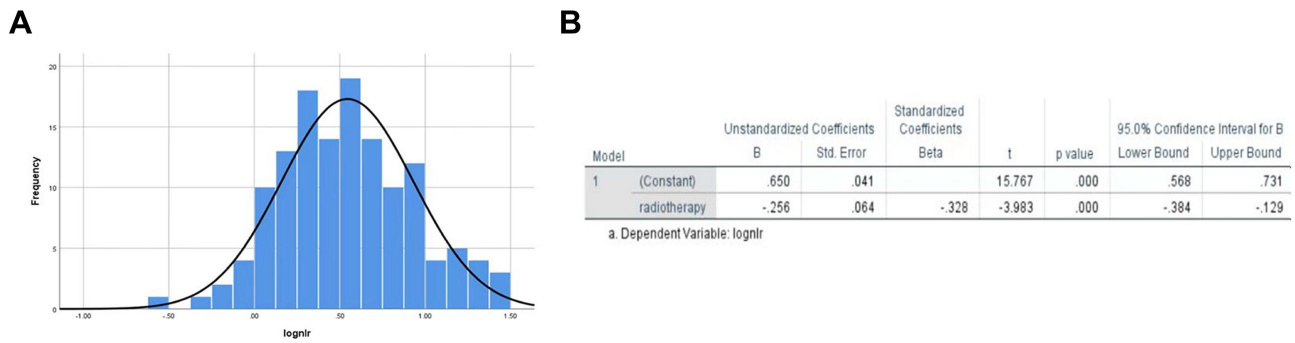 A
B
20
15
10
5
0
Frequency
-1.00
-.50
.00
.50
1.00
1.50
lognlr
Standardized
Unstandardized Coefficients Coefficients 95.0% Confidence Interval for B
Model B Std. Error Beta t p value Lower Bound Upper Bound
1 (Constant) .650 .041 15.767 .000 .568 .731
radiotherapy -.256 .064 -.328 -3.983 .000 -.384 -.129
a. Dependent Variable: lognlr